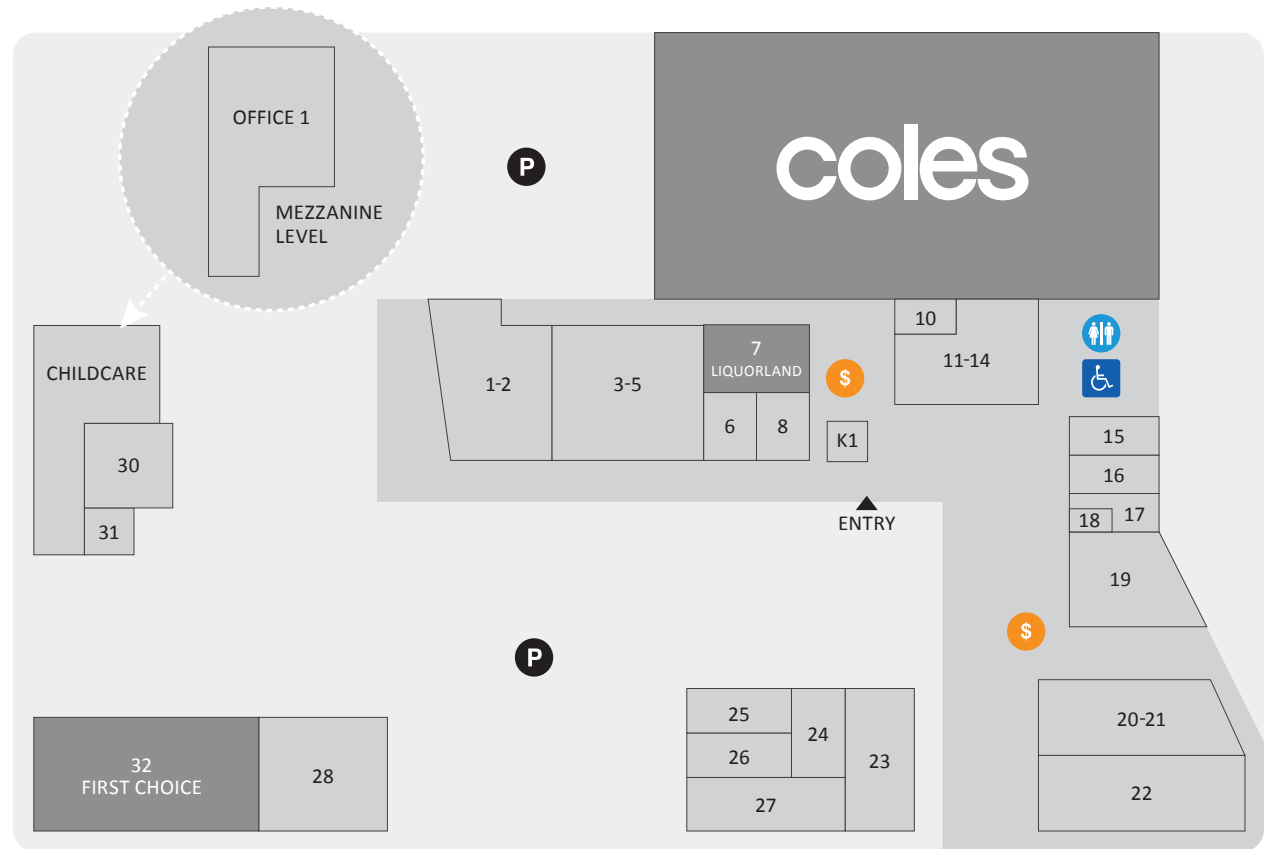 OFFICE 1
MEZZANINE
LEVEL
P
coles
CHILDCARE
30
31
1-2
3-5
7
LIQUORLAND
6
8
$
K1
ENTRY
10
11-14
15
16
17
18
19
$
P
20-21
22
25
26
24
23
27
32
FIRST CHOICE
28